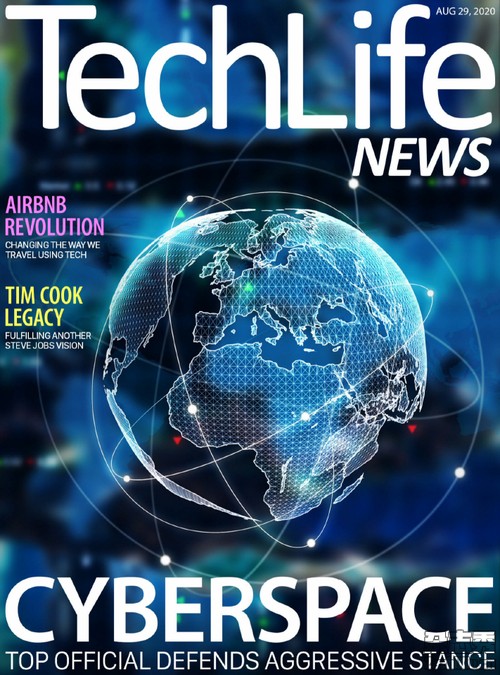 TechLife
AUG 29, 2020
NEWS
AIRBNB
REVOLUTION
CHANGING THE WAY WE
TRAVEL USING TECH
TIM COOK
LEGACY
FULFILLING ANOTHER
STEVE JOBS VISION
CYBERSPACE
TOP OFFICIAL DEFENDS AGGRESSIVE STANCE